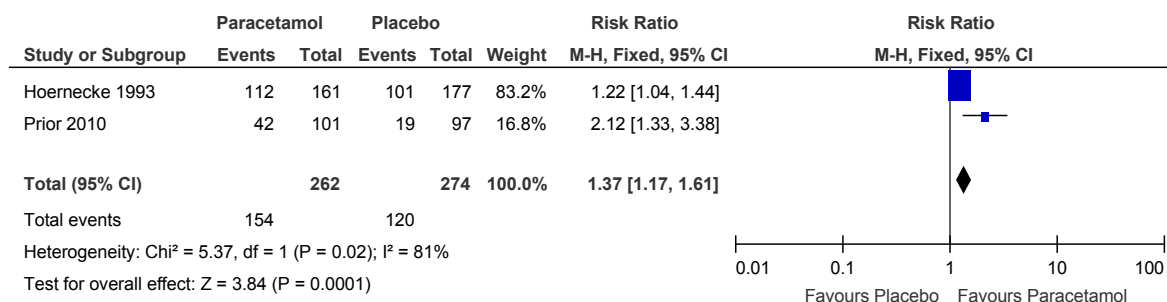 Paracetamol Placebo Risk Ratio Risk Ratio
Study or Subgroup Events Total Events Total Weight M-H, Fixed, 95% CI M-H, Fixed, 95% CI
Hoernecke 1993 112 161 101 177 83.2% 1.22 [1.04, 1.44]
Prior 2010 42 101 19 97 16.8% 2.12 [1.33, 3.38]
Total (95% CI) 262 274 100.0% 1.37 [1.17, 1.61]
Total events 154 120
Heterogeneity: Chi² = 5.37, df = 1 (P = 0.02); I² = 81%
Test for overall effect: Z = 3.84 (P = 0.0001)
0.01 0.1 1 10 100
Favours Placebo Favours Paracetamol